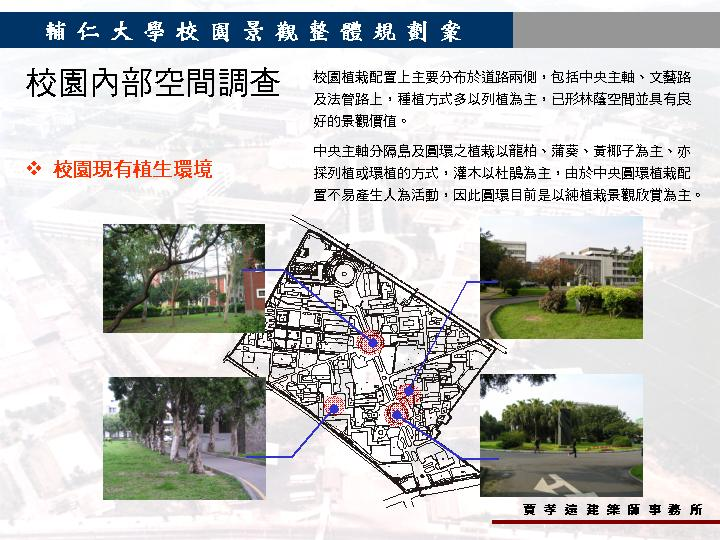 輔仁大學校園景觀整體規劃案
校園內部空間調查
校園植栽配置上主要分布於道路兩側，包括中央主軸、文藝路
及法管路上，種植方式多以列植為主，已形林蔭空間並具有良
好的景觀價值。
校園現有植生環境
中央主軸分隔島及圓環之植栽以龍柏、蒲葵、黃椰子為主、亦
採列植或環植的方式，灌木以杜鵑為主，由於中央圓環植栽配
置不易產生人為活動，因此圓環目前是以純植栽景觀欣賞為主。
賈孝遠建築師事務所